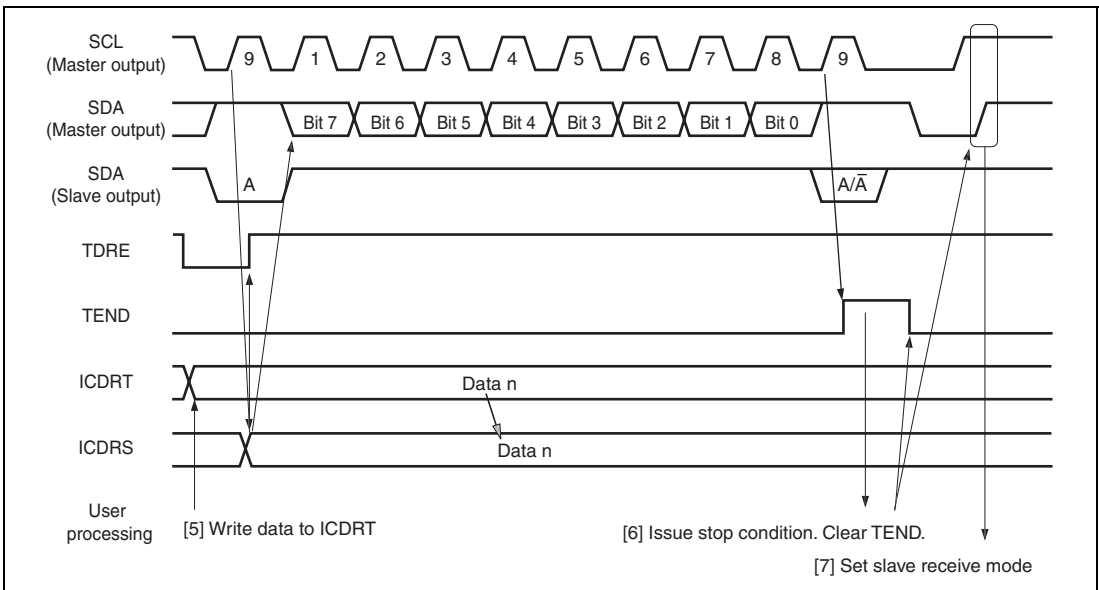 SCL
(Master output)
9 1 2 3 4 5 6 7 8 9
SDA
(Master output)
Bit 7 Bit 6 Bit 5 Bit 4 Bit 3 Bit 2 Bit 1 Bit 0
SDA
(Slave output)
A A/A̅
TDRE
TEND
ICDRT
Data n
ICDRS
Data n
User
processing
[5] Write data to ICDRT
[6] Issue stop condition. Clear TEND.
[7] Set slave receive mode